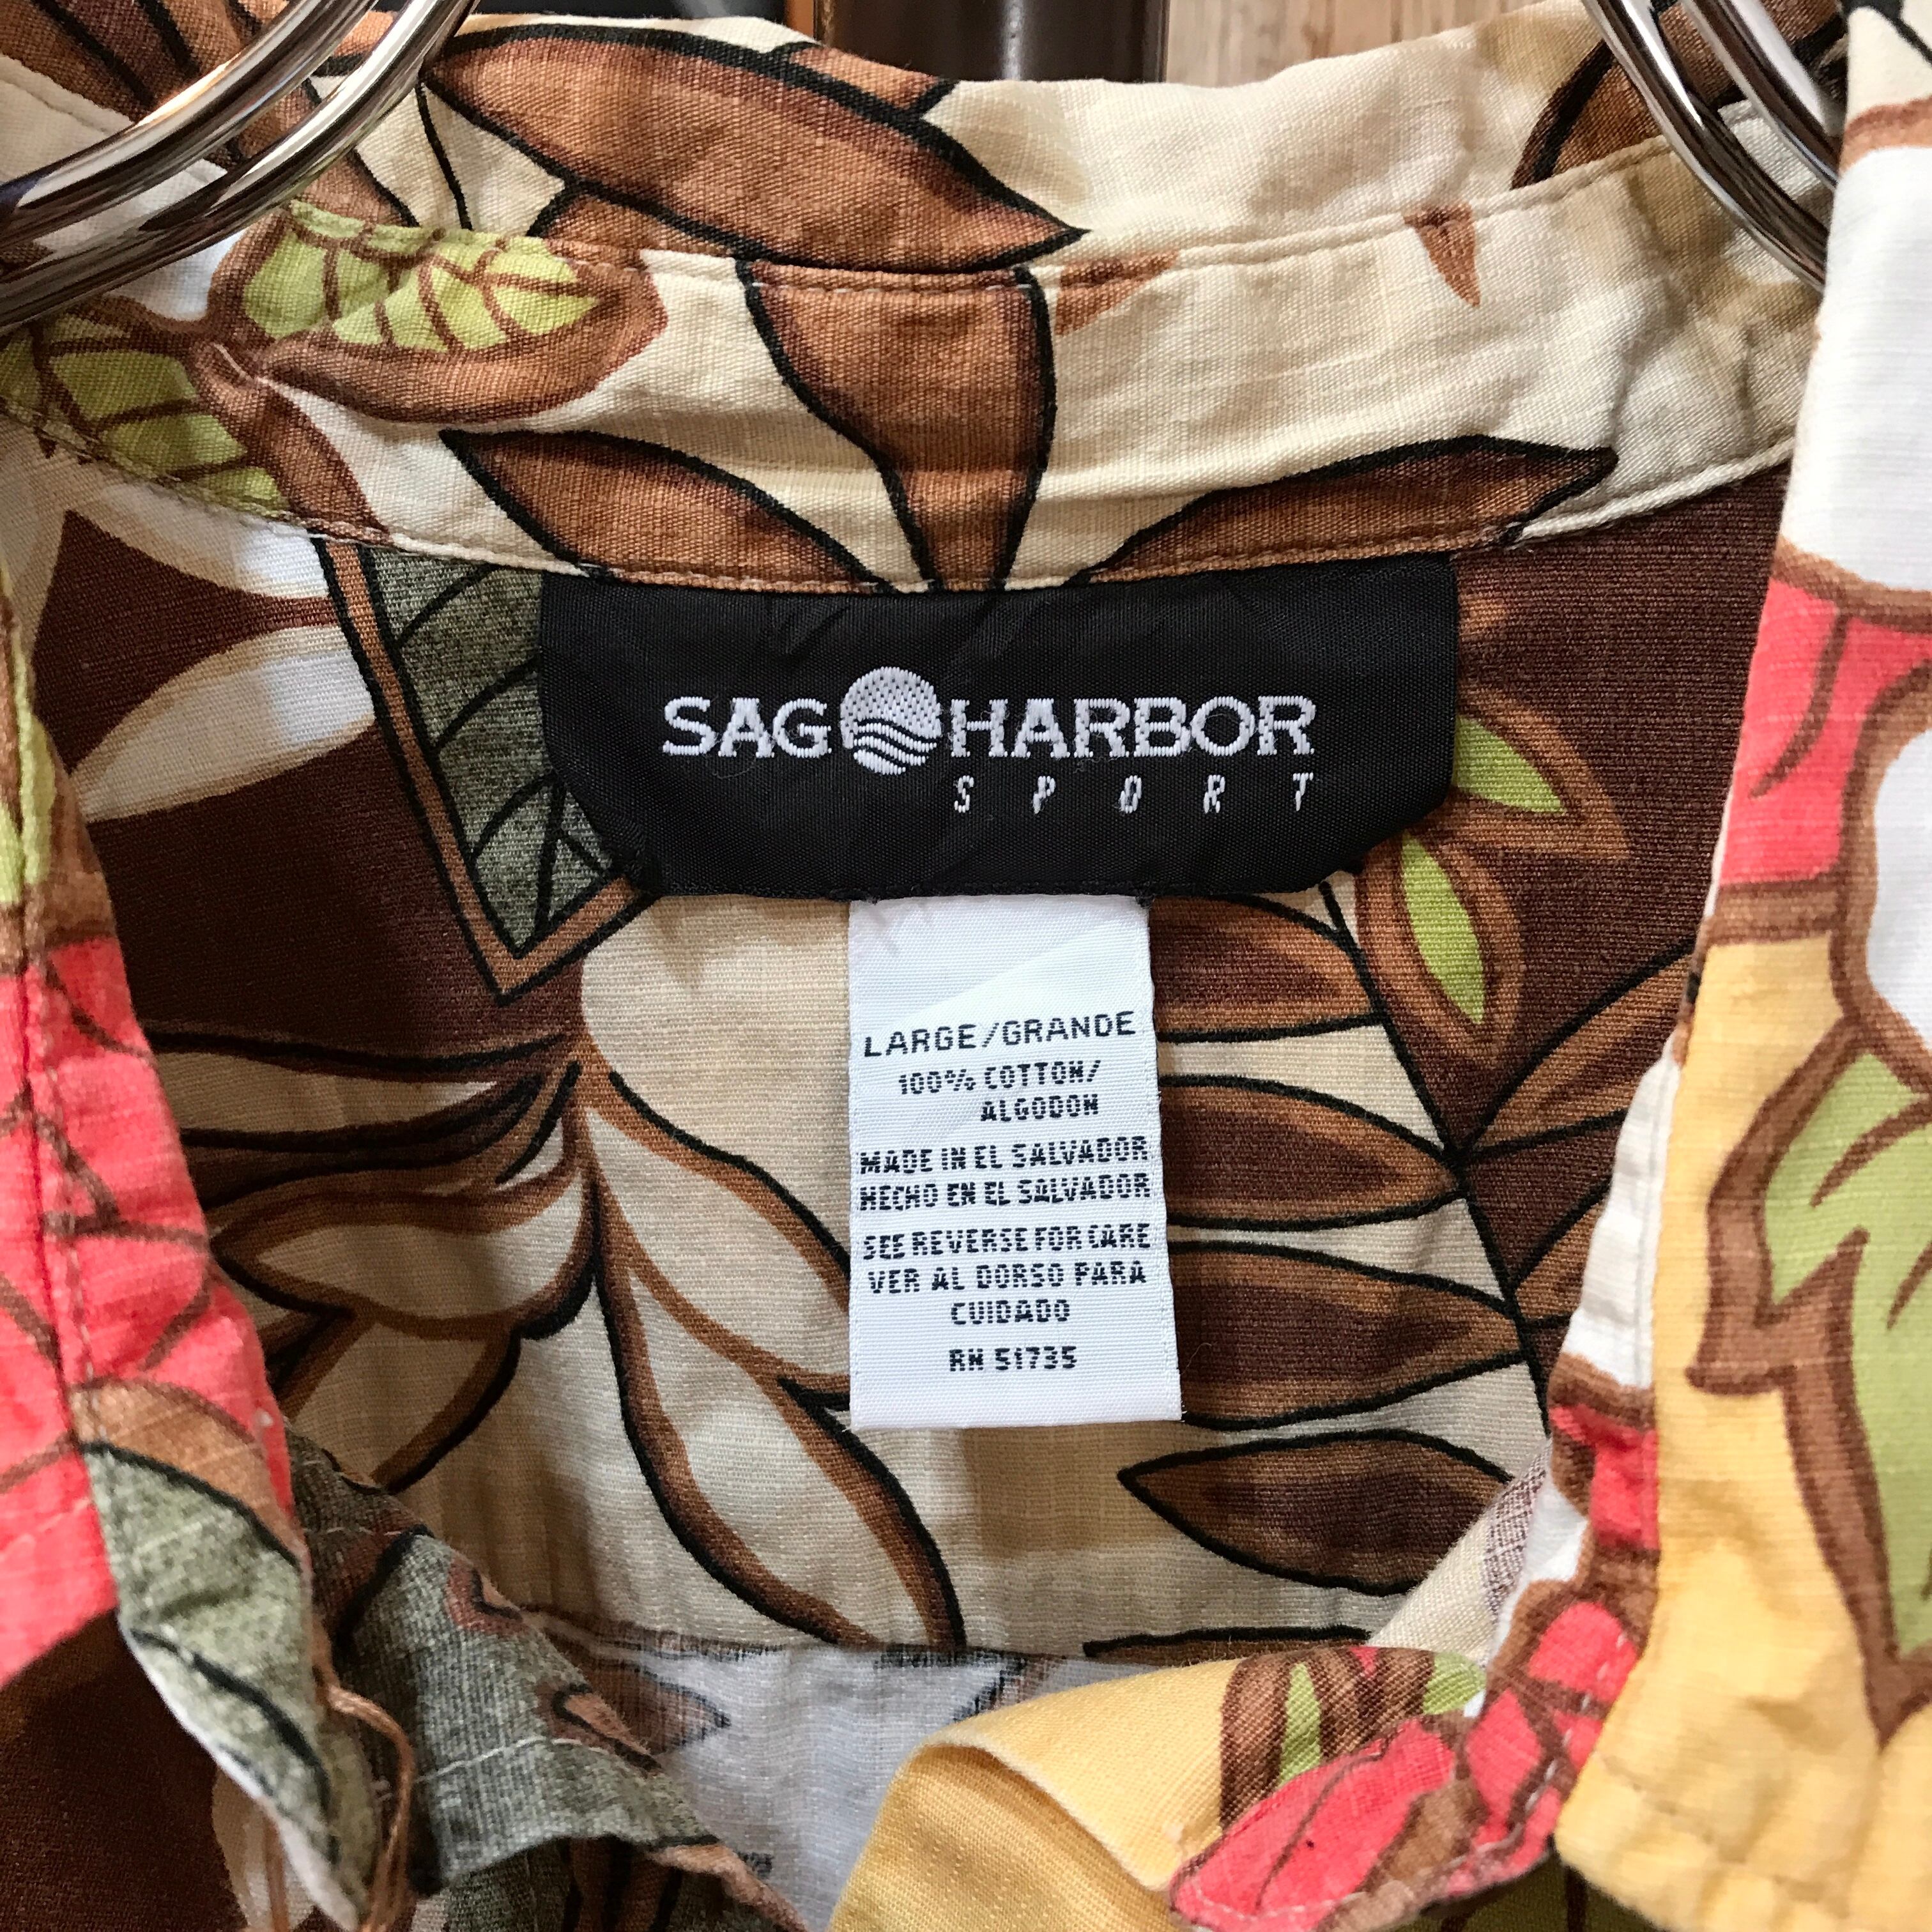 SAG HARBOR
SPORT
LARGE/GRANDE
100% COTTON/
ALGODON
MADE IN EL SALVADOR
HECHO EN EL SALVADOR
SEE REVERSE FOR CARE
VER AL DORSO PARA
CUIDADO
RN 51735